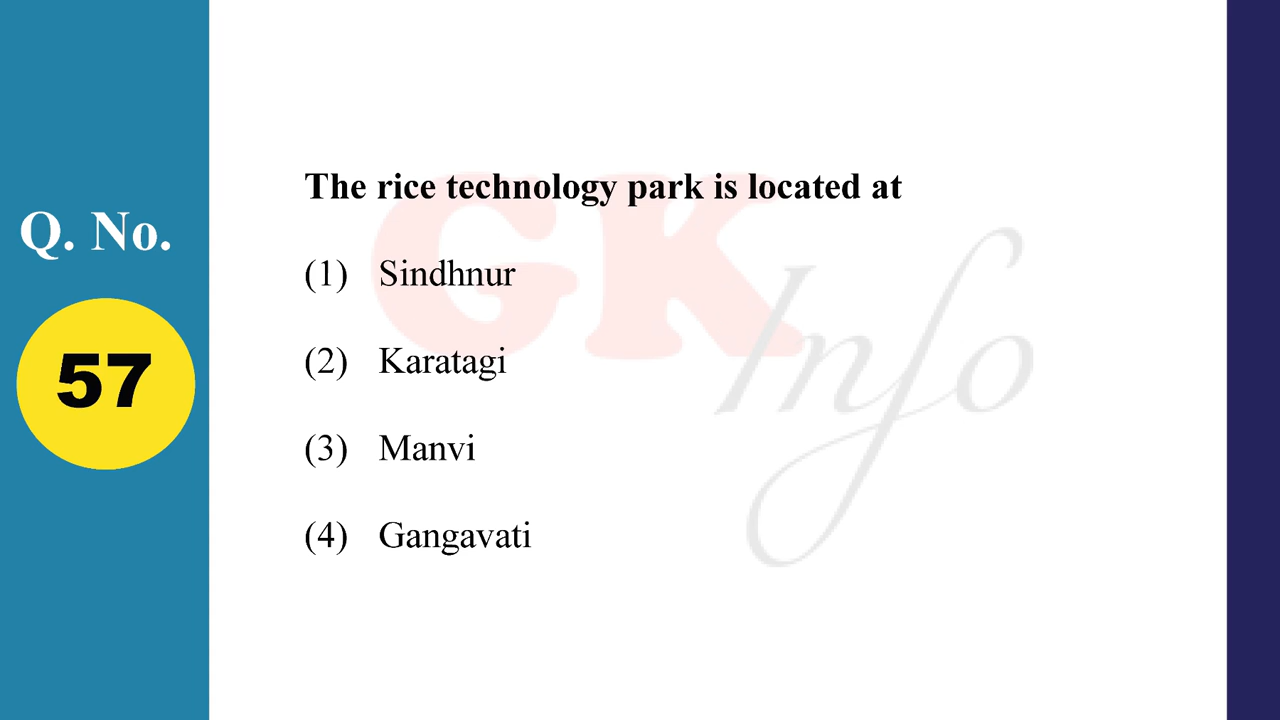 Q. No.
57
The rice technology park is located at
(1) Sindhnur
(2) Karatagi
(3) Manvi
(4) Gangavati
GK
Info